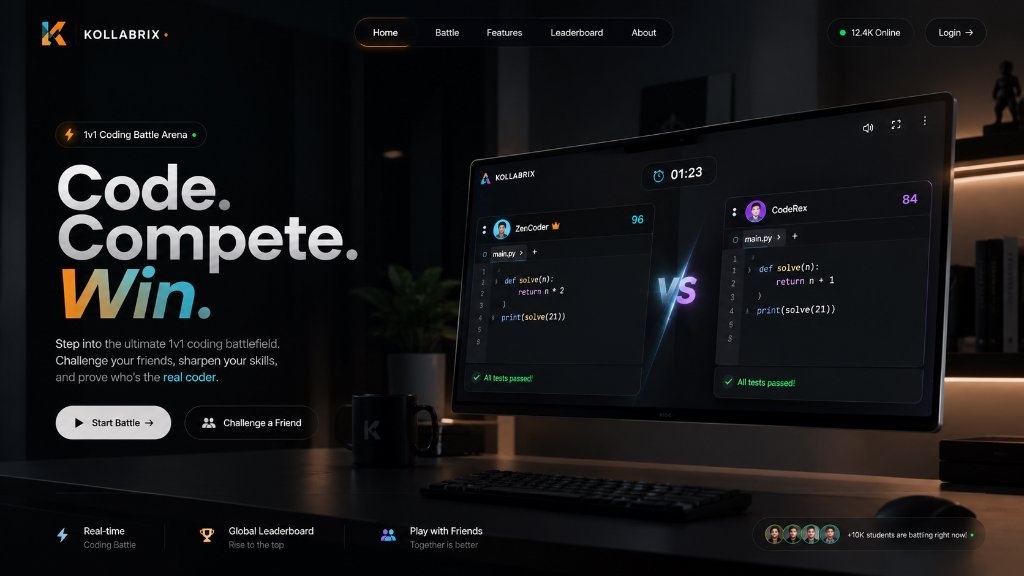 KOLLABRIX
Home
Battle
Features
Leaderboard
About
12.4K Online
Login →
1v1 Coding Battle Arena
Code.
Compete.
Win.
Step into the ultimate 1v1 coding battlefield.
Challenge your friends, sharpen your skills,
and prove who's the real coder.
Start Battle →
Challenge a Friend
KOLLABRIX
01:23
ZenCoder
96
main.py
+
def solve(n):
return n * 2
print(solve(21))
All tests passed!
VS
CodeRex
84
main.py
+
def solve(n):
return n + 1
)
print(solve(21))
All tests passed!
K
Real-time
Coding Battle
Global Leaderboard
Rise to the top
Play with Friends
Together is better
+10K students are battling right now!